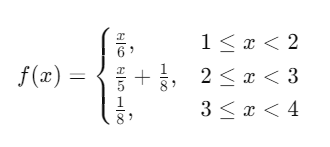 f(x) = { x/6, 1 ≤ x < 2
x/5 + 1/8, 2 ≤ x < 3
1/8, 3 ≤ x < 4